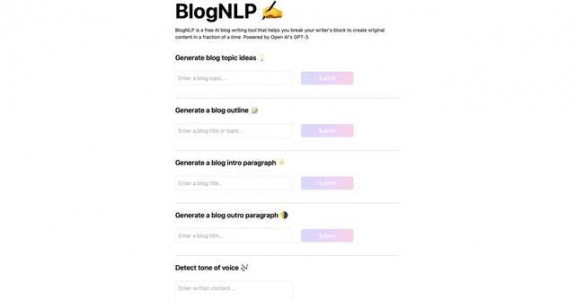 BlogNLP ✍️
BlogNLP is a free AI blog writing tool that helps you break your writer's block to create original
content in a fraction of a time. Powered by Open AI's GPT-3.
Generate blog topic ideas 💡
Enter a blog topic...
Submit
Generate a blog outline 📝
Enter a blog title or topic...
Submit
Generate a blog intro paragraph ✨
Enter a blog title...
Submit
Generate a blog outro paragraph 🌗
Enter a blog title...
Submit
Detect tone of voice 🎶
Enter written content...